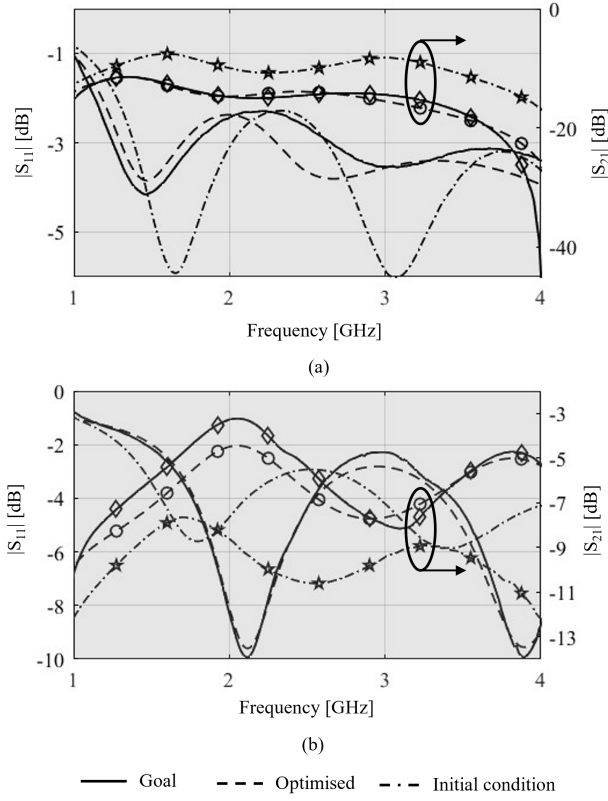 0
-1
-3
-5
-20
-40
|S11| [dB]
|S21| [dB]
1 2 3 4
Frequency [GHz]
(a)
0
-2
-4
-6
-8
-10
-3
-5
-7
-9
-11
-13
|S11| [dB]
|S21| [dB]
1 2 3 4
Frequency [GHz]
(b)
Goal Optimised Initial condition